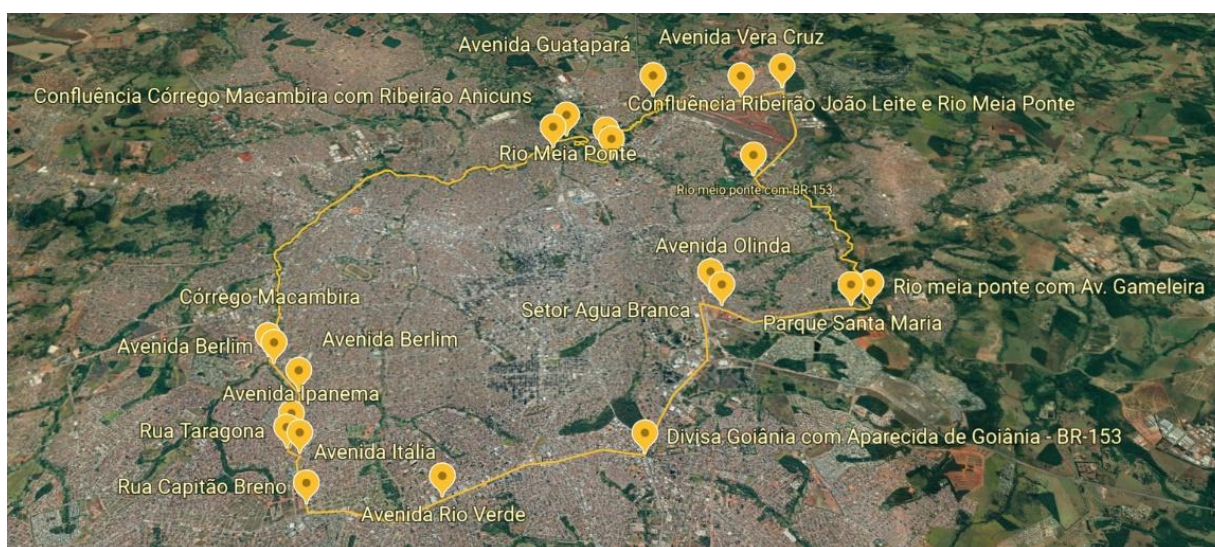 Avenida Guatapará
Avenida Vera Cruz
Confluência Córrego Macambira com Ribeirão Anicuns
Confluência Ribeirão João Leite e Rio Meia Ponte
Rio Meia Ponte
Rio meio ponte com BR-153
Avenida Olinda
Rio meia ponte com Av. Gameleira
Córrego Macambira
Setor Agua Branca
Parque Santa Maria
Avenida Berlim
Avenida Berlim
Avenida Ipanema
Rua Taragona
Divisa Goiânia com Aparecida de Goiânia - BR-153
Avenida Itália
Rua Capitão Breno
Avenida Rio Verde